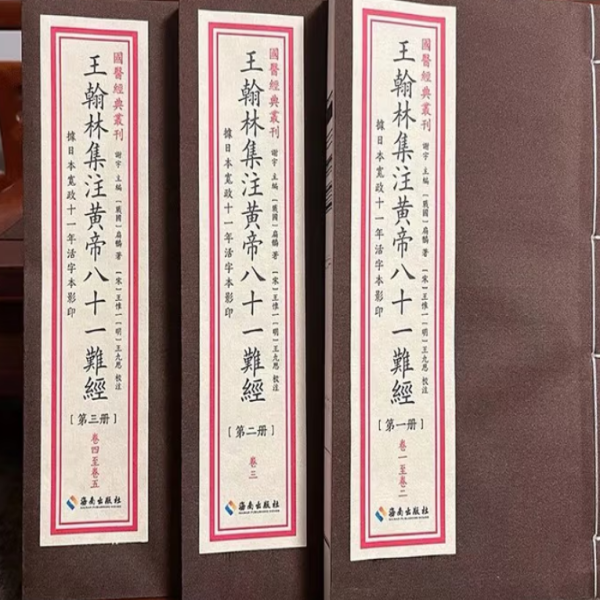 國醫經典叢刊
王翰林集注黃帝八十一難經
謝宇 主編 [戰國]扁鵲 著 [宋]王惟一 [明]王九思 校注
據日本寬政十一年活字本影印
[第一册]
卷一至卷二
海南出版社
國醫經典叢刊
王翰林集注黃帝八十一難經
謝宇 主編 [戰國]扁鵲 著 [宋]王惟一 [明]王九思 校注
據日本寬政十一年活字本影印
[第二册]
卷三
海南出版社
國醫經典叢刊
王翰林集注黃帝八十一難經
謝宇 主編 [戰國]扁鵲 著 [宋]王惟一 [明]王九思 校注
據日本寬政十一年活字本影印
[第三册]
卷四至卷五
海南出版社